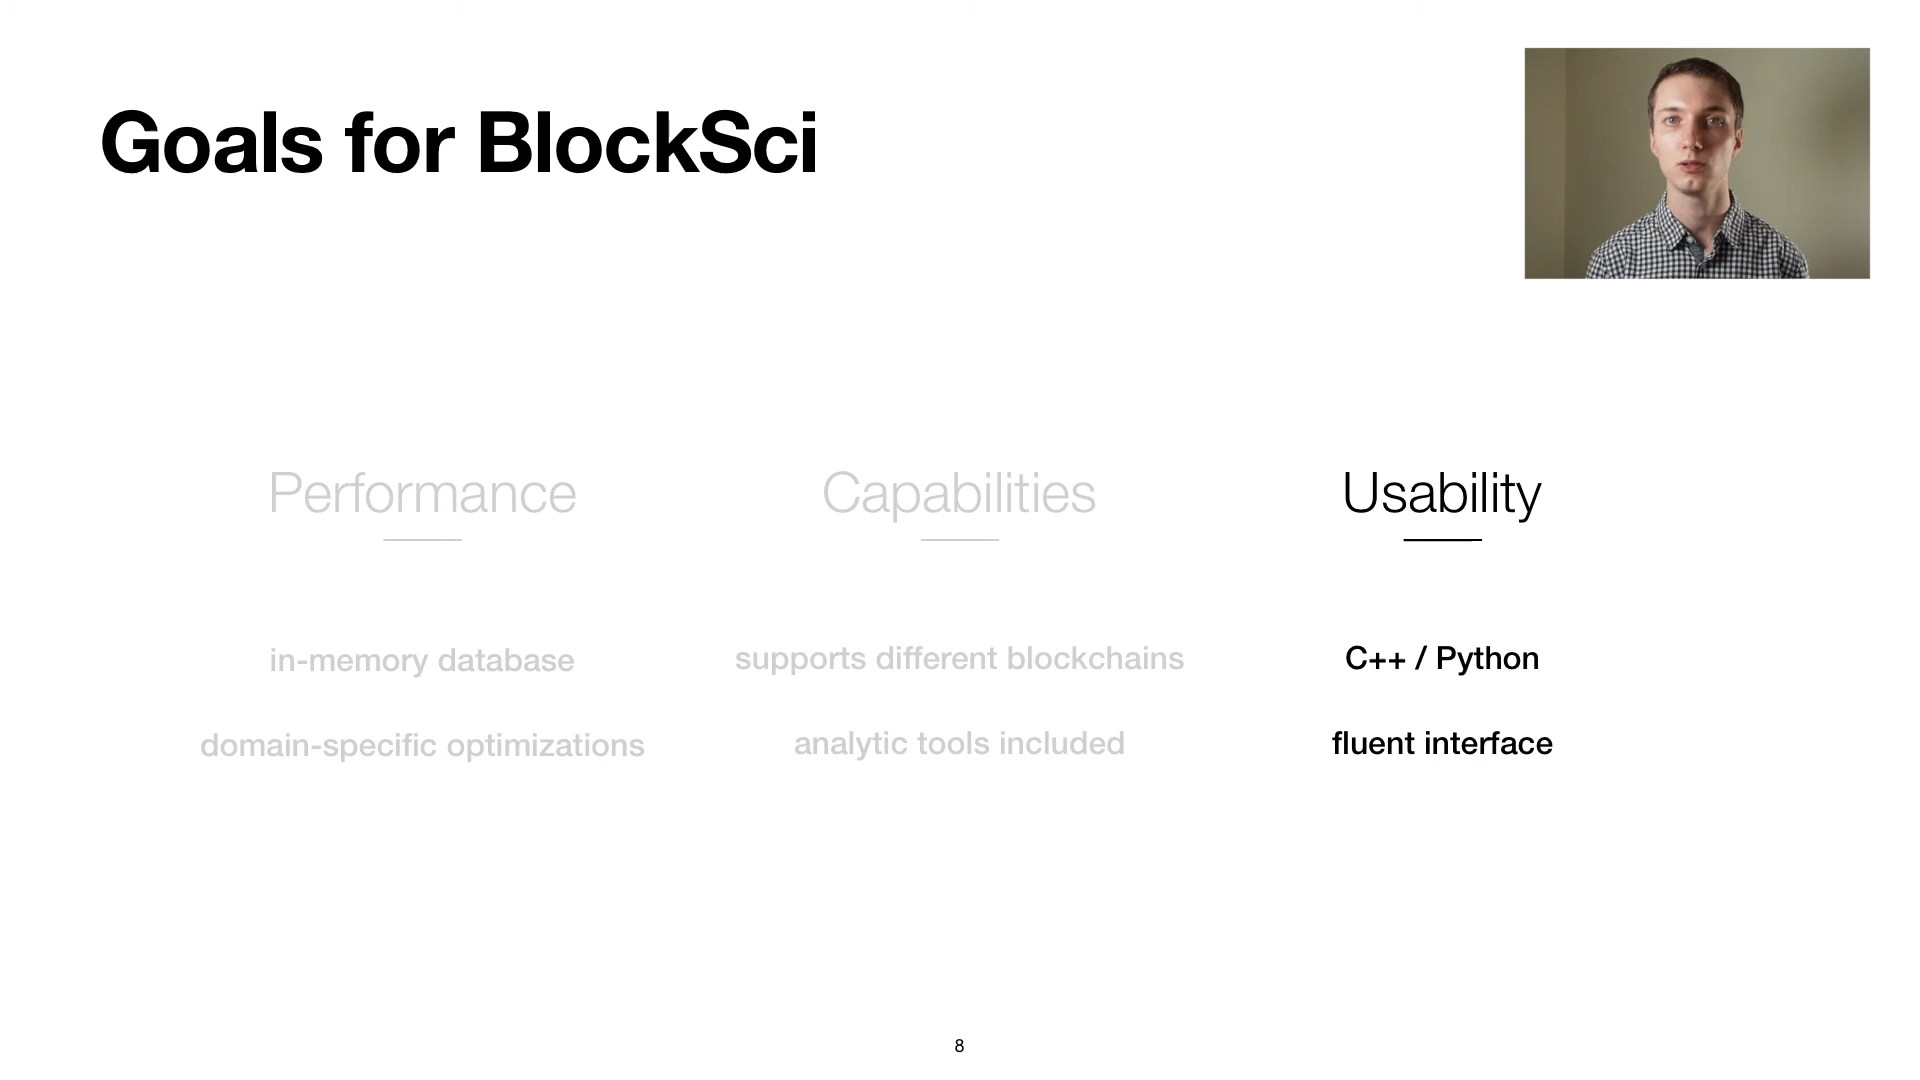 Goals for BlockSci
Performance
in-memory database
domain-specific optimizations
Capabilities
supports different blockchains
analytic tools included
Usability
C++ / Python
fluent interface
8